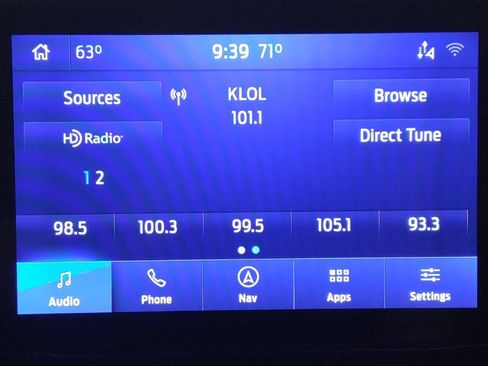 63° 9:39 71°
Sources KLOL Browse
101.1
HD Radio Direct Tune
1 2
98.5 100.3 99.5 105.1 93.3
Audio Phone Nav Apps Settings